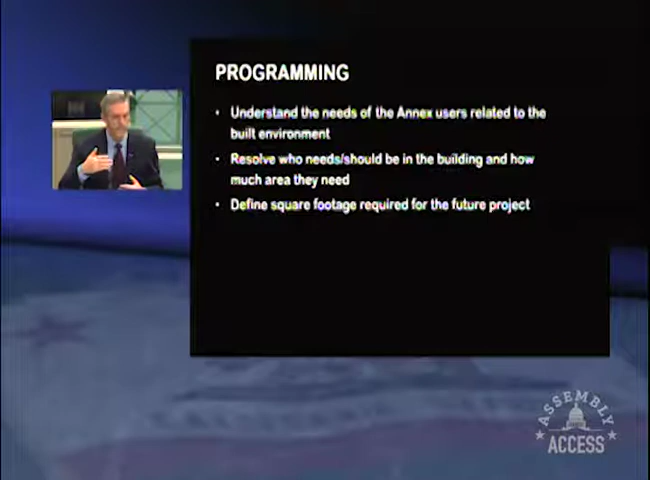 PROGRAMMING
• Understand the needs of the Annex users related to the
built environment
• Resolve who needs/should be in the building and how
much area they need
• Define square footage required for the future project
ASSEMBLY
ACCESS